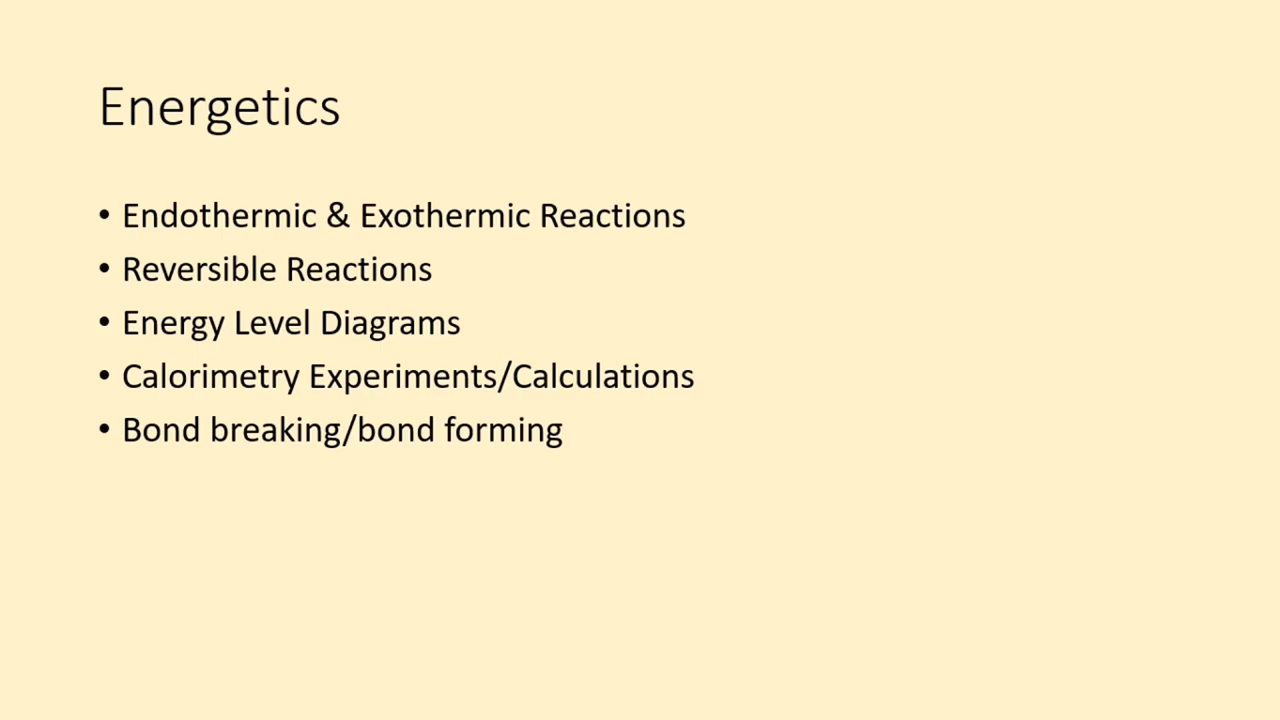 Energetics
• Endothermic & Exothermic Reactions
• Reversible Reactions
• Energy Level Diagrams
• Calorimetry Experiments/Calculations
• Bond breaking/bond forming